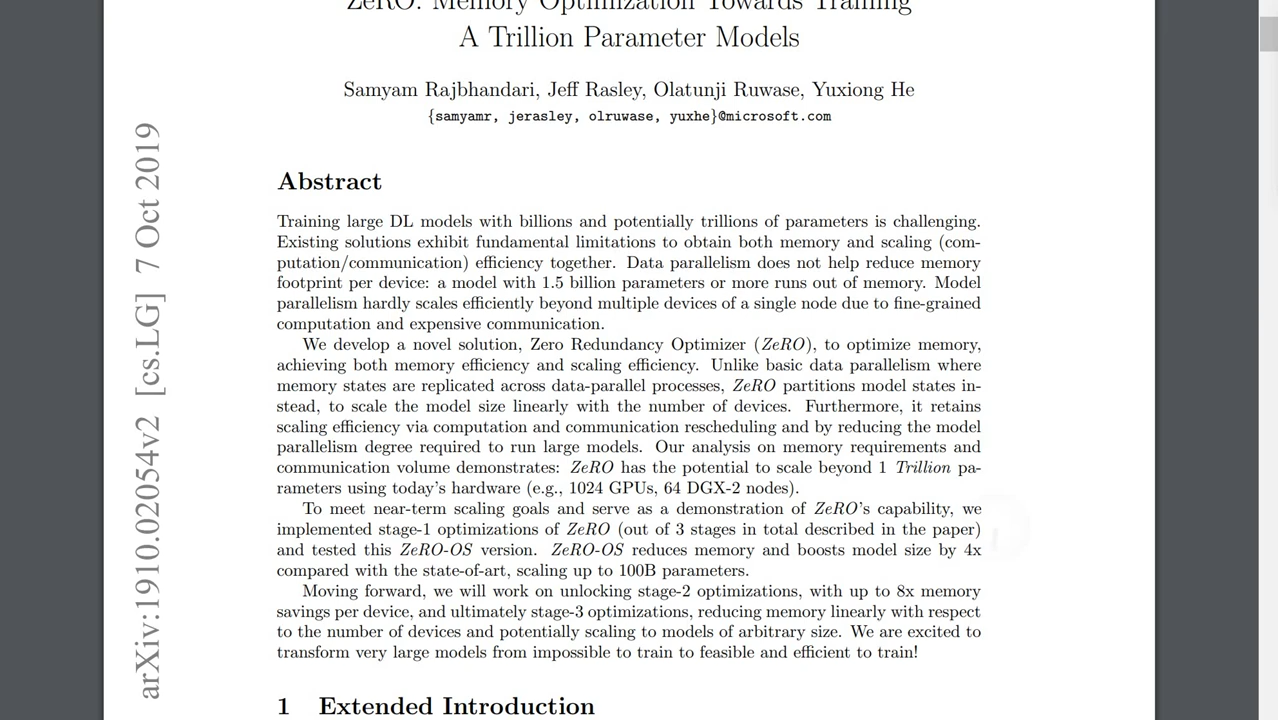 ZeRO: Memory Optimization Towards Training
A Trillion Parameter Models
Samyam Rajbhandari, Jeff Rasley, Olatunji Ruwase, Yuxiong He
{samyamr, jerasley, olruwase, yuxhe}@microsoft.com
arXiv:1910.02054v2 [cs.LG] 7 Oct 2019
Abstract
Training large DL models with billions and potentially trillions of parameters is challenging.
Existing solutions exhibit fundamental limitations to obtain both memory and scaling (com-
putation/communication) efficiency together. Data parallelism does not help reduce memory
footprint per device: a model with 1.5 billion parameters or more runs out of memory. Model
parallelism hardly scales efficiently beyond multiple devices of a single node due to fine-grained
computation and expensive communication.
We develop a novel solution, Zero Redundancy Optimizer (ZeRO), to optimize memory,
achieving both memory efficiency and scaling efficiency. Unlike basic data parallelism where
memory states are replicated across data-parallel processes, ZeRO partitions model states in-
stead, to scale the model size linearly with the number of devices. Furthermore, it retains
scaling efficiency via computation and communication rescheduling and by reducing the model
parallelism degree required to run large models. Our analysis on memory requirements and
communication volume demonstrates: ZeRO has the potential to scale beyond 1 Trillion pa-
rameters using today's hardware (e.g., 1024 GPUs, 64 DGX-2 nodes).
To meet near-term scaling goals and serve as a demonstration of ZeRO's capability, we
implemented stage-1 optimizations of ZeRO (out of 3 stages in total described in the paper)
and tested this ZeRO-OS version. ZeRO-OS reduces memory and boosts model size by 4x
compared with the state-of-art, scaling up to 100B parameters.
Moving forward, we will work on unlocking stage-2 optimizations, with up to 8x memory
savings per device, and ultimately stage-3 optimizations, reducing memory linearly with respect
to the number of devices and potentially scaling to models of arbitrary size. We are excited to
transform very large models from impossible to train to feasible and efficient to train!
1 Extended Introduction